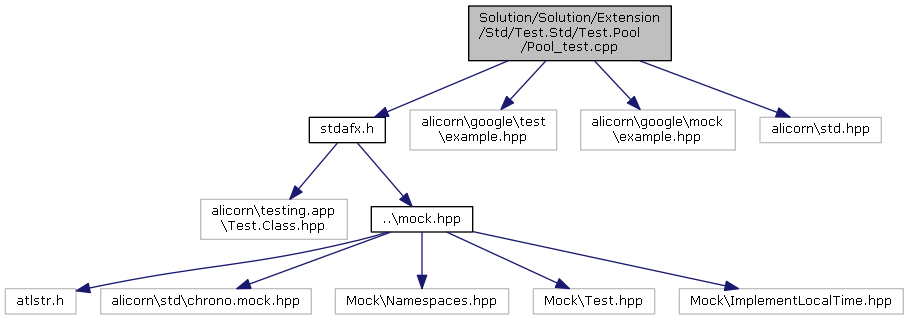 Solution/Solution/Extension
/Std/Test.Std/Test.Pool
/Pool_test.cpp
stdafx.h
alicorn\google\test
\example.hpp
alicorn\google\mock
\example.hpp
alicorn\std.hpp
alicorn\testing.app
\Test.Class.hpp
..\mock.hpp
atlstr.h
alicorn\std\chrono.mock.hpp
Mock\Namespaces.hpp
Mock\Test.hpp
Mock\ImplementLocalTime.hpp